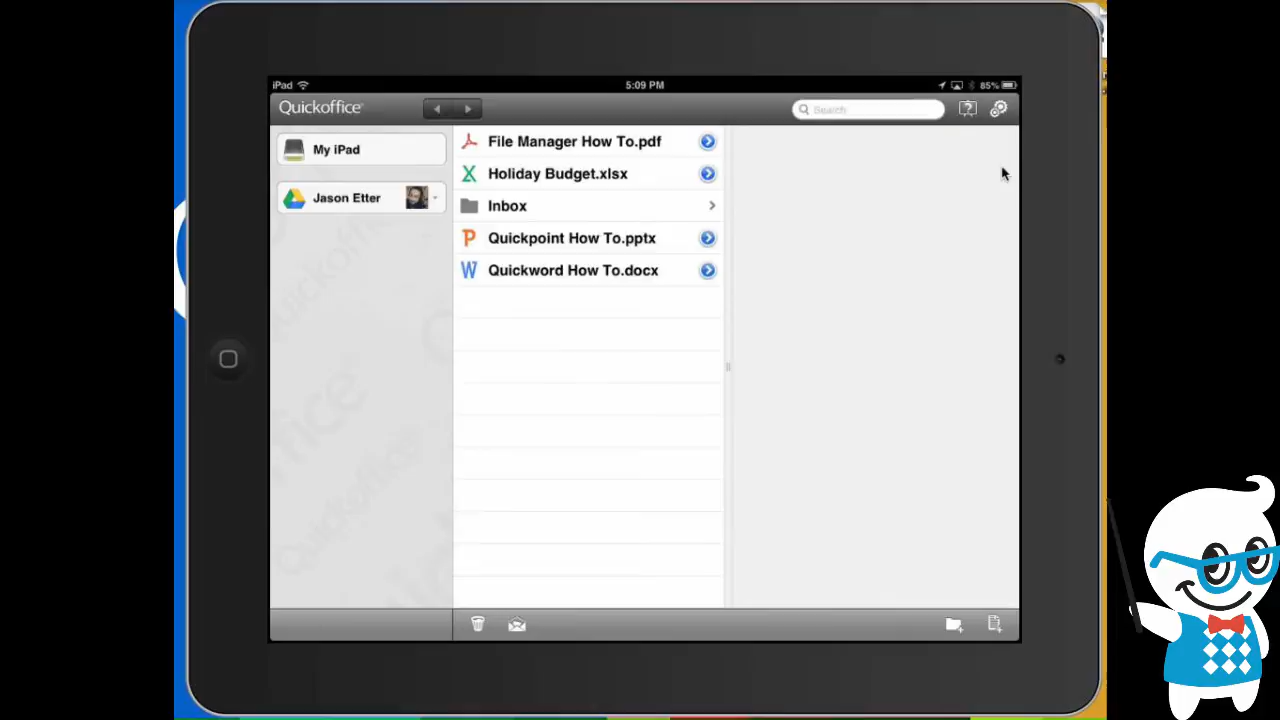 iPad
5:09 PM
85%
Quickoffice
Search
?
My iPad
Jason Etter
File Manager How To.pdf
Holiday Budget.xlsx
Inbox
Quickpoint How To.pptx
Quickword How To.docx